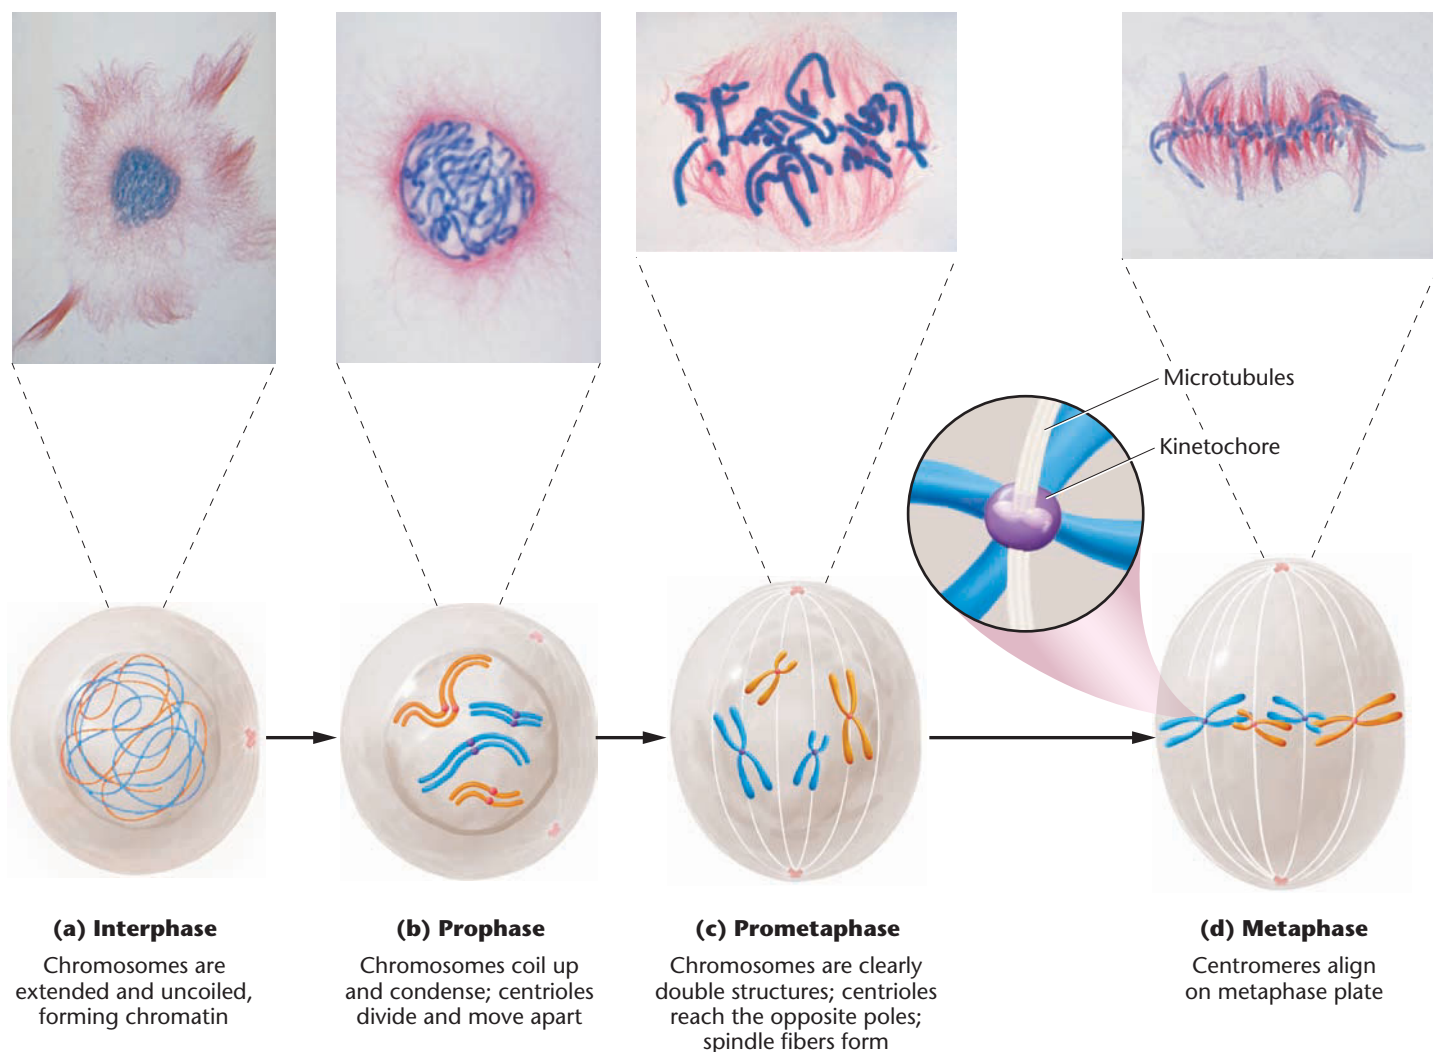 Microtubules
Kinetochore
(a) Interphase
Chromosomes are
extended and uncoiled,
forming chromatin
(b) Prophase
Chromosomes coil up
and condense; centrioles
divide and move apart
(c) Prometaphase
Chromosomes are clearly
double structures; centrioles
reach the opposite poles;
spindle fibers form
(d) Metaphase
Centromeres align
on metaphase plate